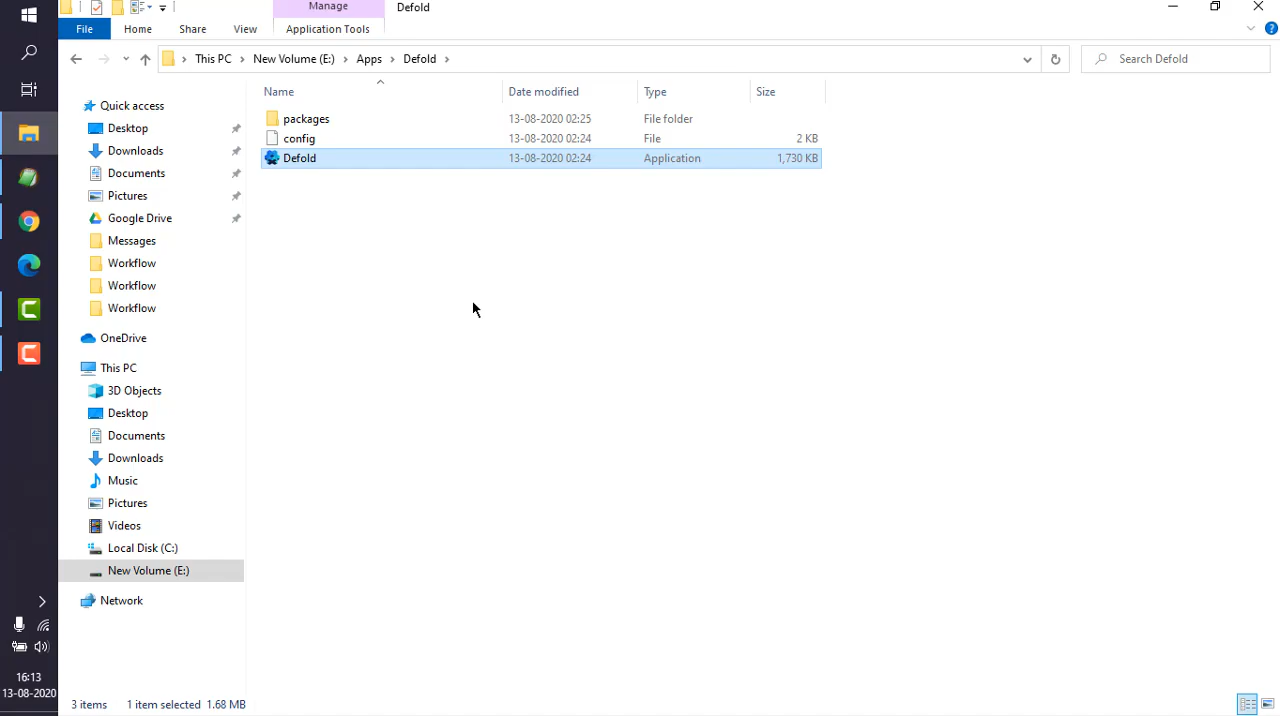 Manage
Defold
File
Home
Share
View
Application Tools
This PC
New Volume (E:)
Apps
Defold
Search Defold
Name
Date modified
Type
Size
packages
13-08-2020 02:25
File folder
config
13-08-2020 02:24
File
2 KB
Defold
13-08-2020 02:24
Application
1,730 KB
Quick access
Desktop
Downloads
Documents
Pictures
Google Drive
Messages
Workflow
Workflow
Workflow
OneDrive
This PC
3D Objects
Desktop
Documents
Downloads
Music
Pictures
Videos
Local Disk (C:)
New Volume (E:)
Network
16:13
13-08-2020
3 items
1 item selected
1.68 MB